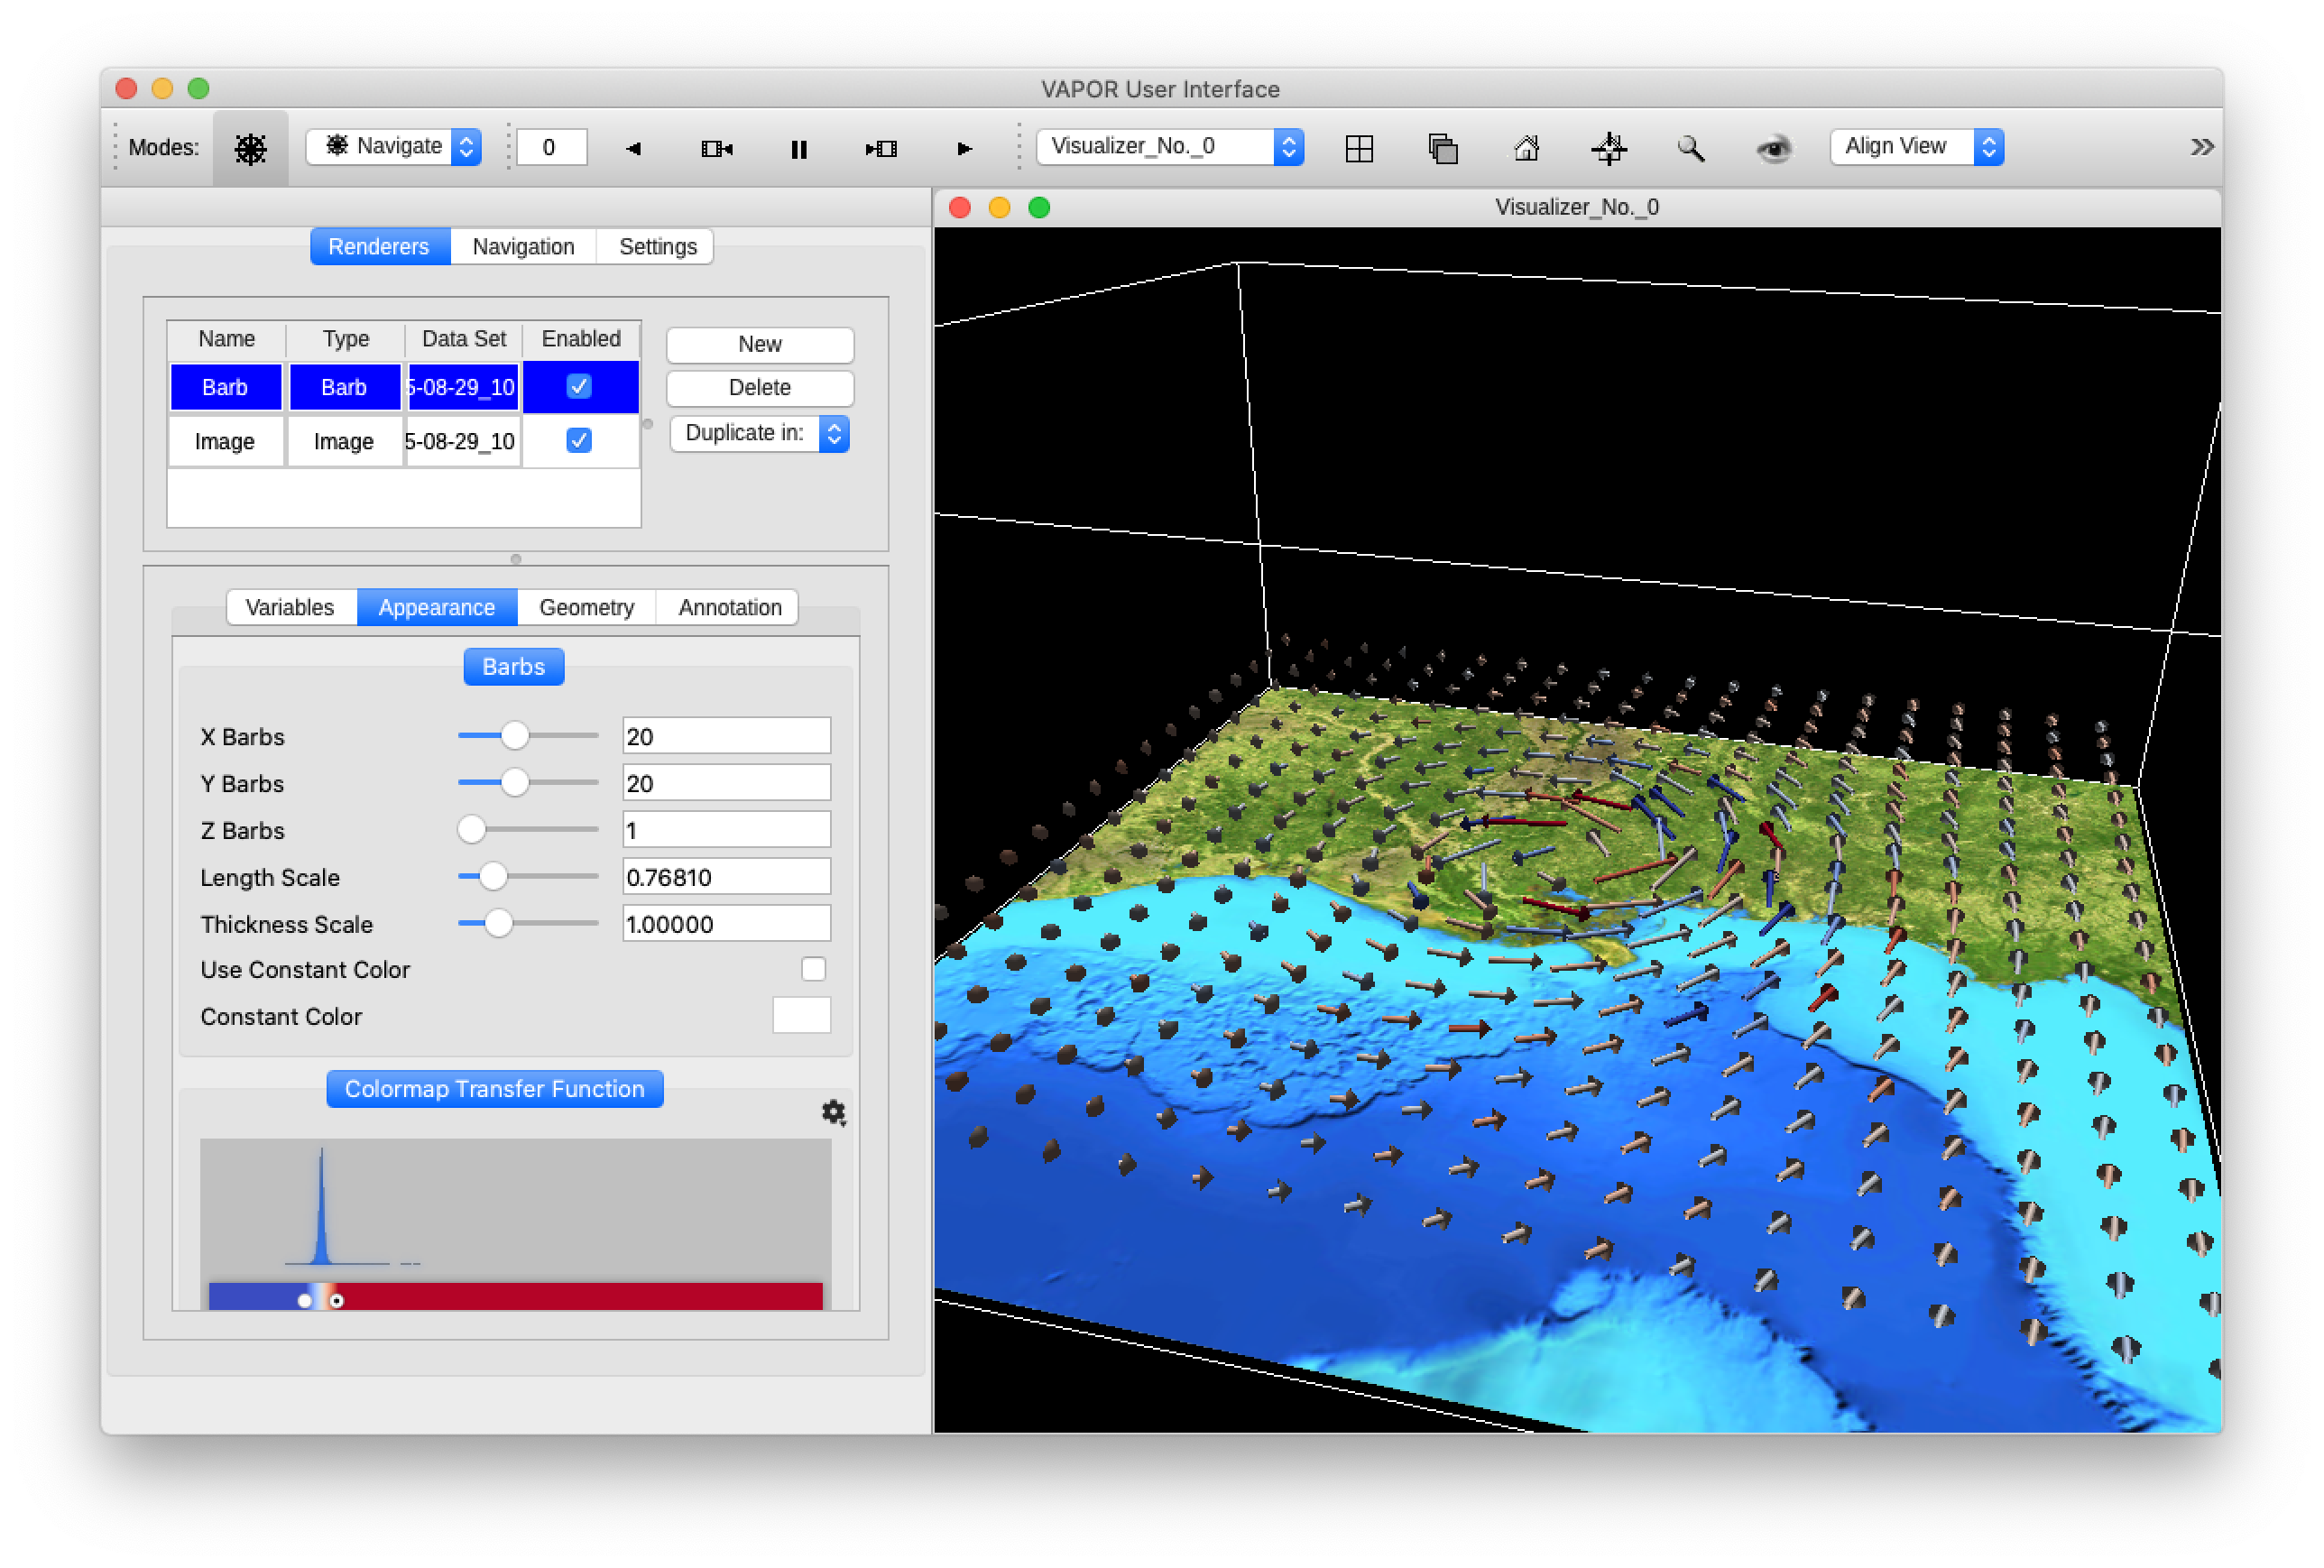 VAPOR User Interface
Modes: Navigate 0 Visualizer_No._0 Align View
Visualizer_No._0
Renderers Navigation Settings
Name Type Data Set Enabled
Barb Barb 5-08-29_10
Image Image 5-08-29_10
New
Delete
Duplicate in:
Variables Appearance Geometry Annotation
Barbs
X Barbs 20
Y Barbs 20
Z Barbs 1
Length Scale 0.76810
Thickness Scale 1.00000
Use Constant Color
Constant Color
Colormap Transfer Function